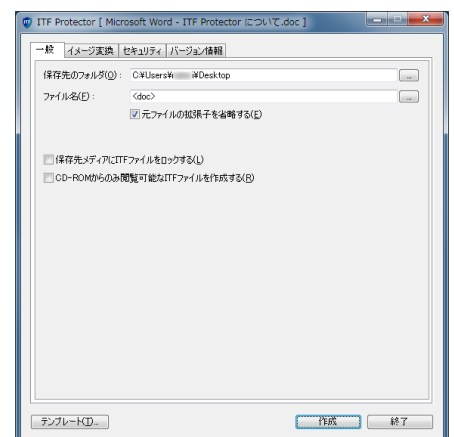 ITF Protector [ Microsoft Word - ITF Protector について.doc ]
一般 イメージ変換 セキュリティ バージョン情報
保存先のフォルダ(O): C:¥Users¥ ¥Desktop ...
ファイル名(F): <doc> ...
元ファイルの拡張子を省略する(E)
保存先メディアにITFファイルをロックする(L)
CD-ROMからのみ閲覧可能なITFファイルを作成する(R)
テンプレート(T)... 作成 終了